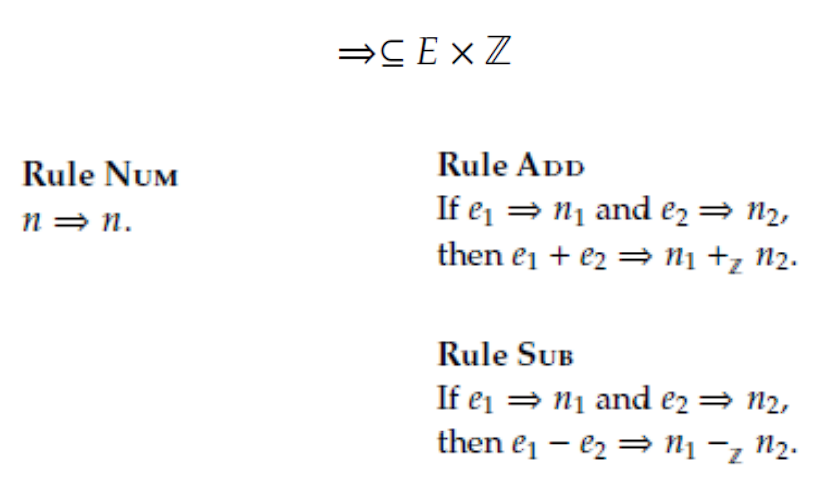 ⇒⊆ E × ℤ
Rule NUM
n ⇒ n.
Rule ADD
If e₁ ⇒ n₁ and e₂ ⇒ n₂,
then e₁ + e₂ ⇒ n₁ +_ℤ n₂.
Rule SUB
If e₁ ⇒ n₁ and e₂ ⇒ n₂,
then e₁ − e₂ ⇒ n₁ −_ℤ n₂.